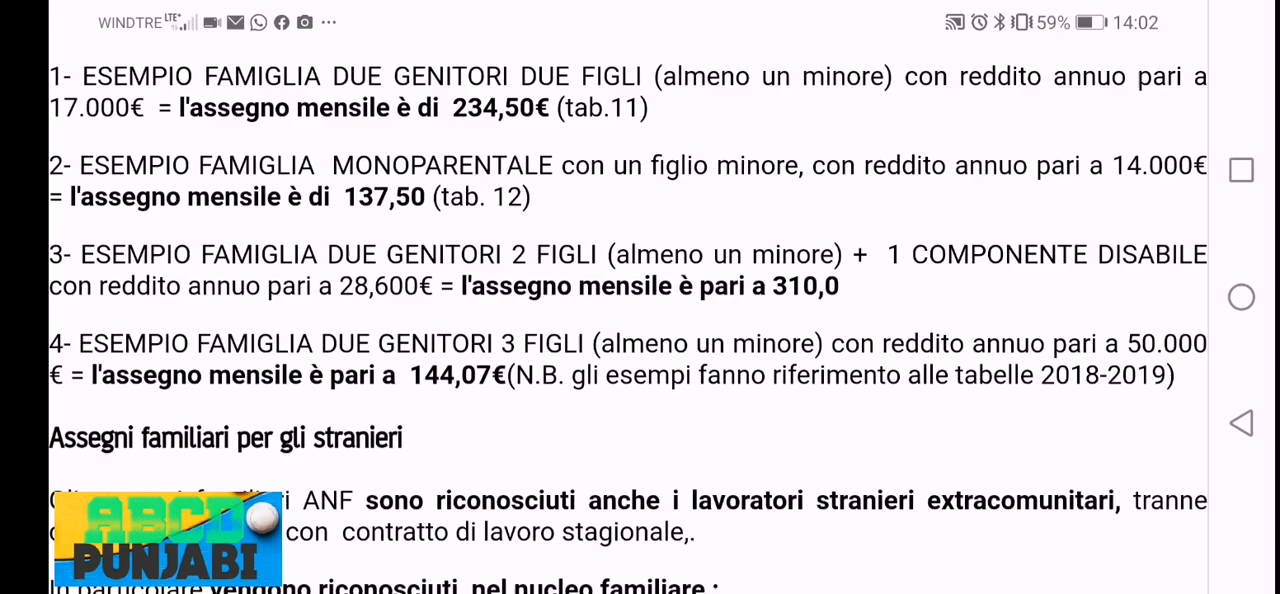 WINDTRE LTE+ 59% 14:02
1- ESEMPIO FAMIGLIA DUE GENITORI DUE FIGLI (almeno un minore) con reddito annuo pari a
17.000€ = l'assegno mensile è di 234,50€ (tab.11)
2- ESEMPIO FAMIGLIA MONOPARENTALE con un figlio minore, con reddito annuo pari a 14.000€
= l'assegno mensile è di 137,50 (tab. 12)
3- ESEMPIO FAMIGLIA DUE GENITORI 2 FIGLI (almeno un minore) + 1 COMPONENTE DISABILE
con reddito annuo pari a 28,600€ = l'assegno mensile è pari a 310,0
4- ESEMPIO FAMIGLIA DUE GENITORI 3 FIGLI (almeno un minore) con reddito annuo pari a 50.000
€ = l'assegno mensile è pari a 144,07€(N.B. gli esempi fanno riferimento alle tabelle 2018-2019)
Assegni familiari per gli stranieri
ANF sono riconosciuti anche i lavoratori stranieri extracomunitari, tranne
con contratto di lavoro stagionale,.
In particolare vengono riconosciuti nel nucleo familiare :
ABCD
PUNJABI